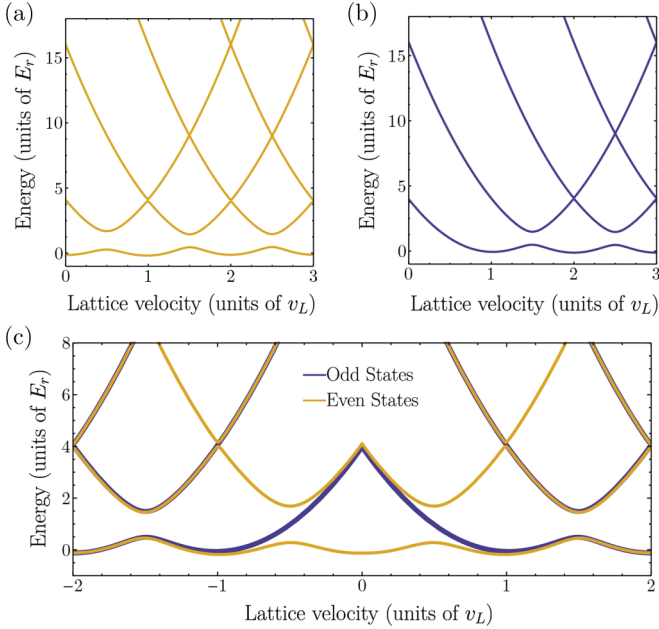 (a)
Energy (units of E_r)
15
10
5
0
0
1
2
3
Lattice velocity (units of v_L)
(b)
Energy (units of E_r)
15
10
5
0
0
1
2
3
Lattice velocity (units of v_L)
(c)
Energy (units of E_r)
8
6
4
2
0
Odd States
Even States
−2
−1
0
1
2
Lattice velocity (units of v_L)